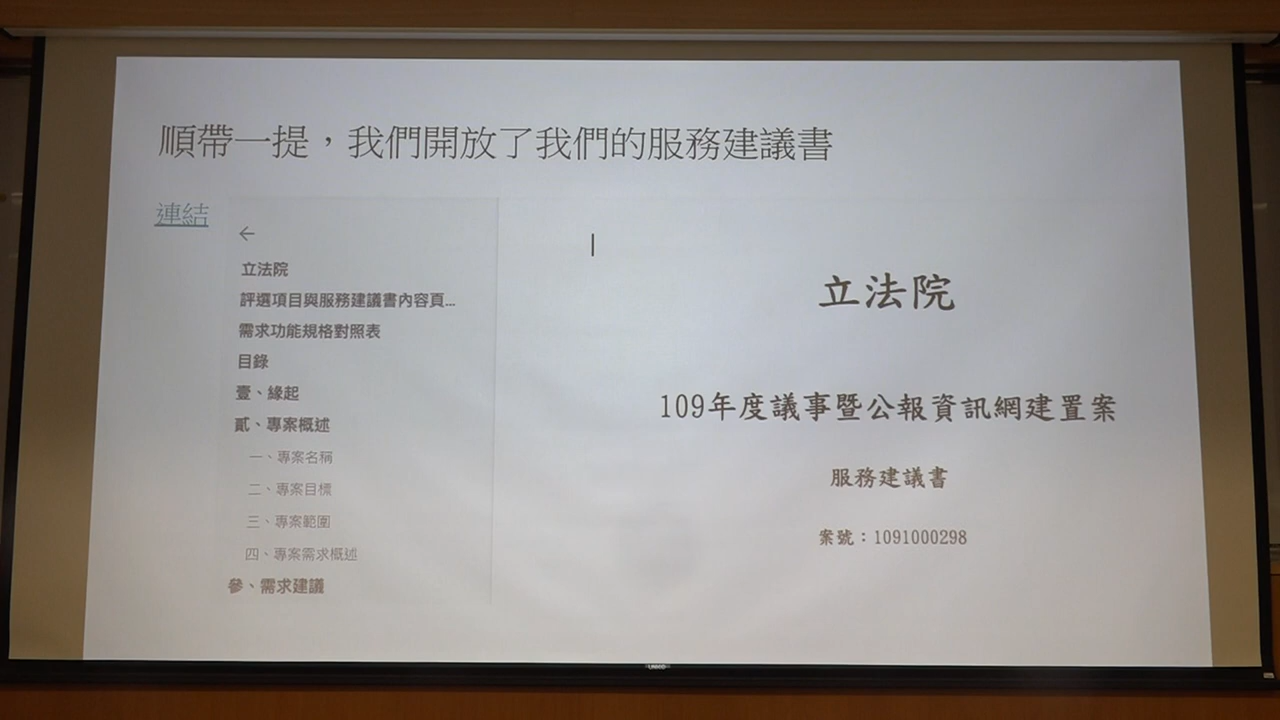 順帶一提，我們開放了我們的服務建議書
連結
立法院
評選項目與服務建議書內容頁...
需求功能規格對照表
目錄
壹、緣起
貳、專案概述
一、專案名稱
二、專案目標
三、專案範圍
四、專案需求概述
參、需求建議
立法院
109年度議事暨公報資訊網建置案
服務建議書
案號：1091000298